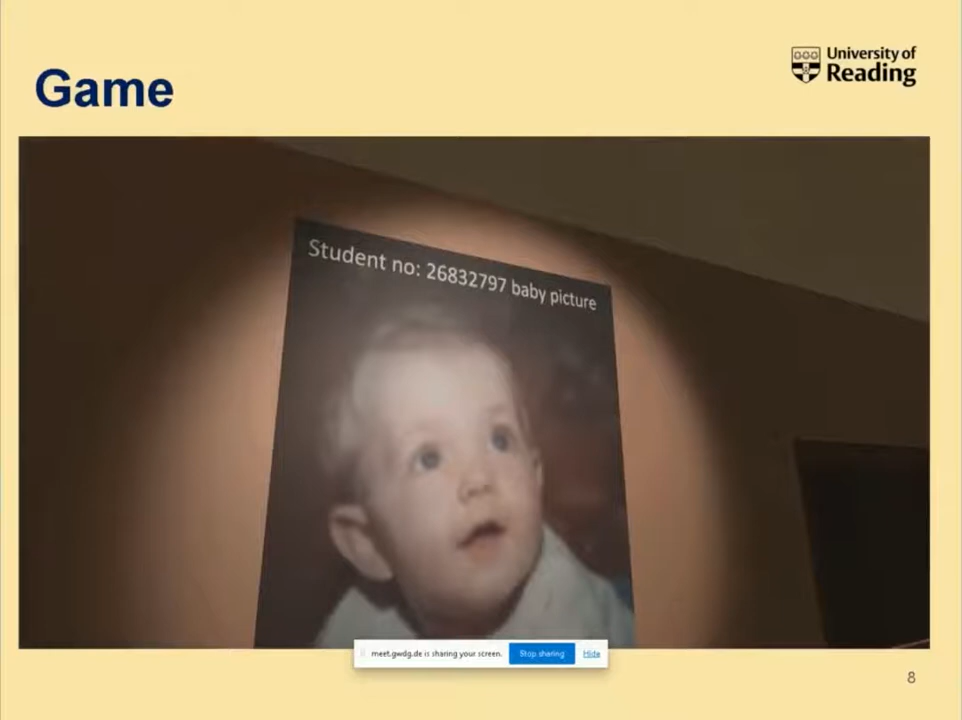 University of
Reading
Game
Student no: 26832797 baby picture
meet.gwdg.de is sharing your screen. Stop sharing Hide
8